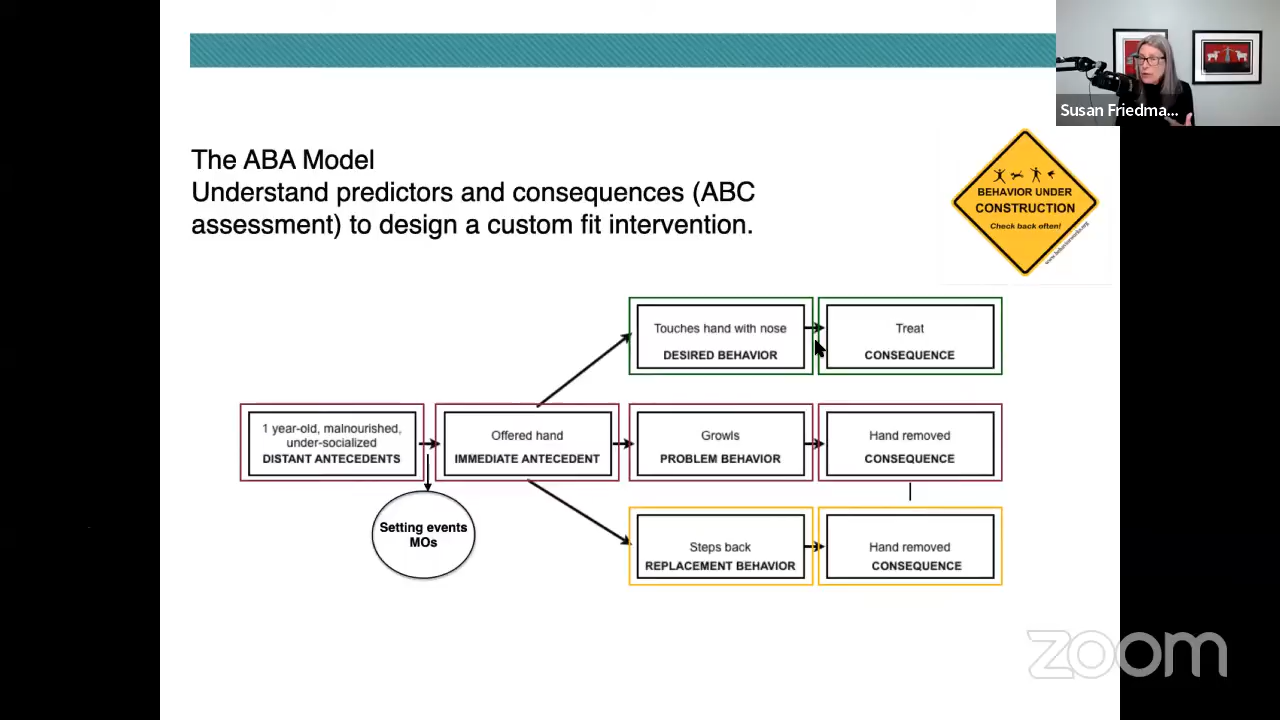 Susan Friedma...
The ABA Model
Understand predictors and consequences (ABC
assessment) to design a custom fit intervention.
BEHAVIOR UNDER
CONSTRUCTION
Check back often!
www.behaviorworks.org
Touches hand with nose
DESIRED BEHAVIOR
Treat
CONSEQUENCE
1 year-old, malnourished,
under-socialized
DISTANT ANTECEDENTS
Offered hand
IMMEDIATE ANTECEDENT
Growls
PROBLEM BEHAVIOR
Hand removed
CONSEQUENCE
Setting events
MOs
Steps back
REPLACEMENT BEHAVIOR
Hand removed
CONSEQUENCE
zoom